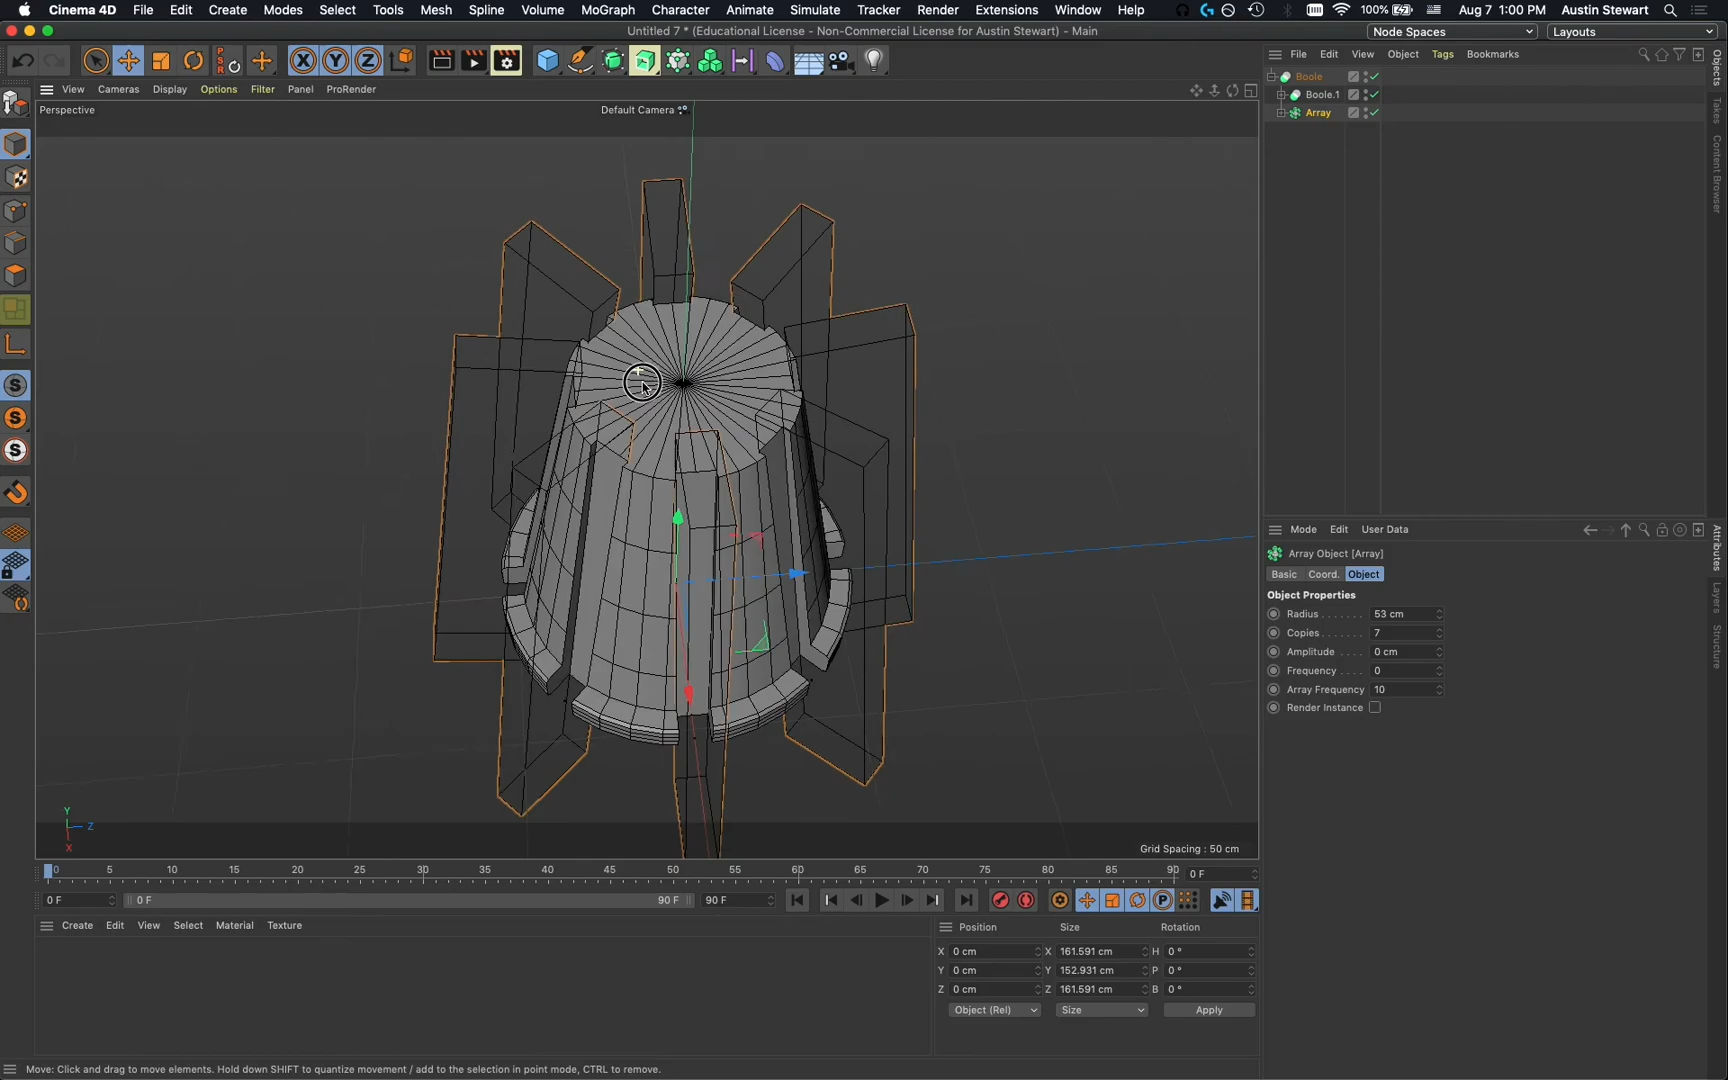 Cinema 4D File Edit Create Modes Select Tools Mesh Spline Volume MoGraph Character Animate Simulate Tracker Render Extensions Window Help 100% Aug 7 1:00 PM Austin Stewart
Untitled 7 * (Educational License - Non-Commercial License for Austin Stewart) - Main
Node Spaces Layouts
PSR X Y Z
File Edit View Object Tags Bookmarks
View Cameras Display Options Filter Panel ProRender
Perspective Default Camera
Boole
Boole.1
Array
Objects
Takes
Content Browser
S
S
S
Mode Edit User Data
Array Object [Array]
Basic Coord. Object
Object Properties
Radius . . . . . . . 53 cm
Copies . . . . . . . 7
Amplitude . . . . 0 cm
Frequency . . . . 0
Array Frequency 10
Render Instance
Attributes
Layers
Structure
Y
Z
X
Grid Spacing : 50 cm
0 5 10 15 20 25 30 35 40 45 50 55 60 65 70 75 80 85 90 0 F
0 F 0 F 90 F 90 F P
Create Edit View Select Material Texture
Position Size Rotation
X 0 cm X 161.591 cm H 0 °
Y 0 cm Y 152.931 cm P 0 °
Z 0 cm Z 161.591 cm B 0 °
Object (Rel) Size Apply
Move: Click and drag to move elements. Hold down SHIFT to quantize movement / add to the selection in point mode, CTRL to remove.